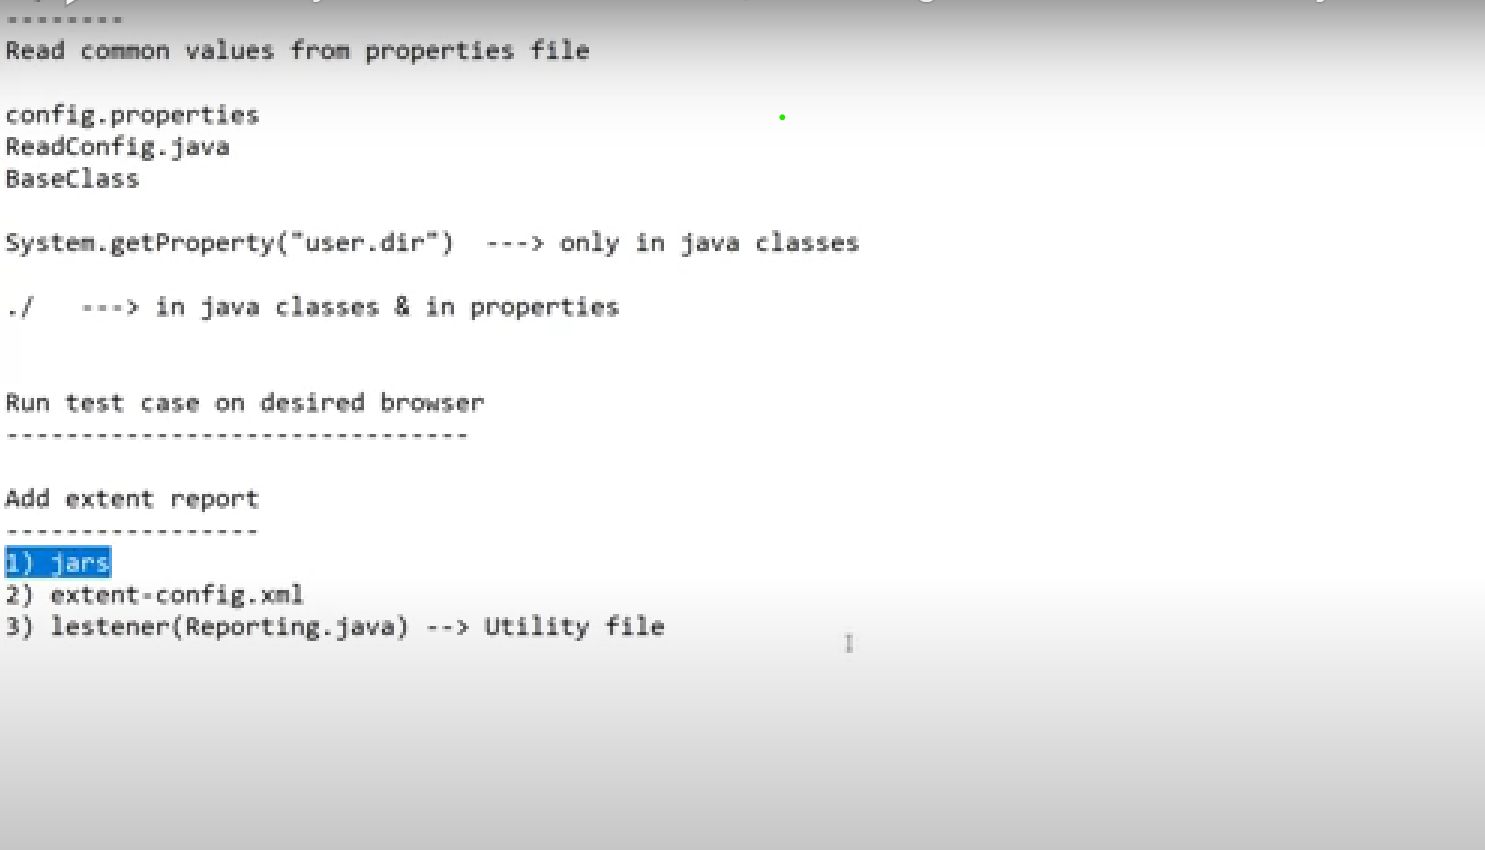 --------
Read common values from properties file
config.properties
ReadConfig.java
BaseClass
System.getProperty("user.dir")  ---> only in java classes
./   ---> in java classes & in properties
Run test case on desired browser
-------------------------------
Add extent report
-----------------
1) jars
2) extent-config.xml
3) lestener(Reporting.java) --> Utility file